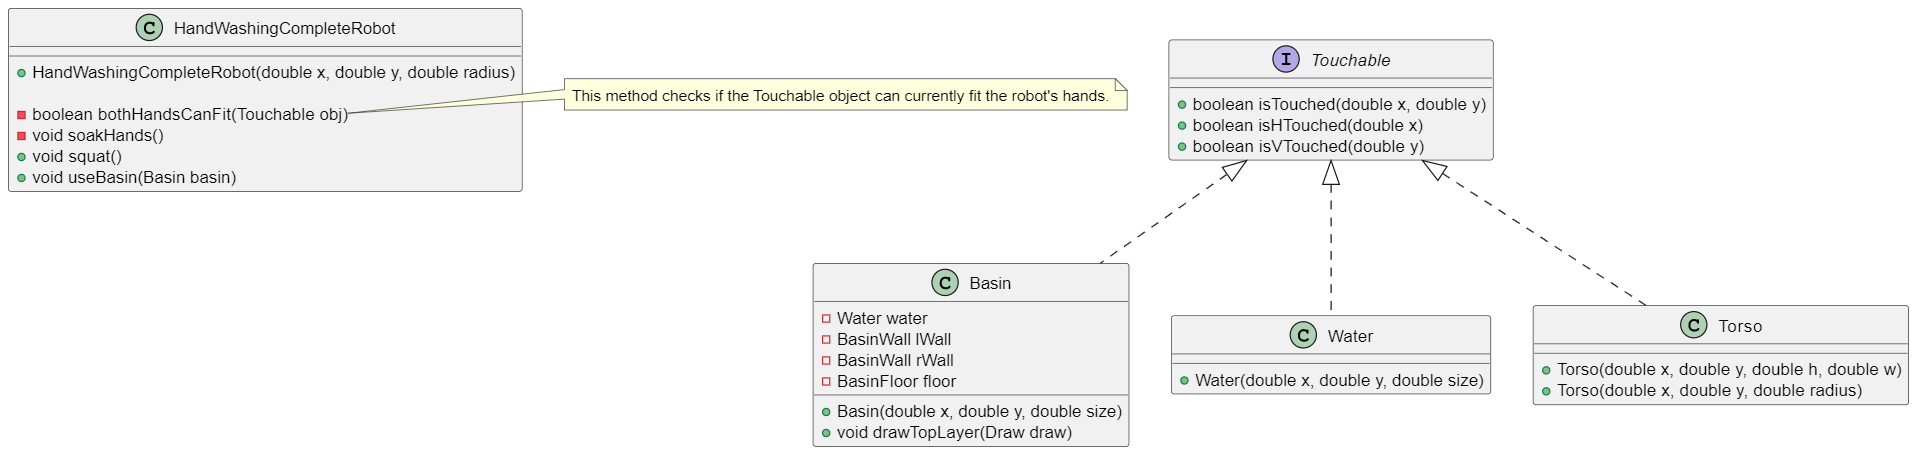 C HandWashingCompleteRobot
HandWashingCompleteRobot(double x, double y, double radius)
boolean bothHandsCanFit(Touchable obj)
void soakHands()
void squat()
void useBasin(Basin basin)
This method checks if the Touchable object can currently fit the robot's hands.
I Touchable
boolean isTouched(double x, double y)
boolean isHTouched(double x)
boolean isVTouched(double y)
C Basin
Water water
BasinWall lWall
BasinWall rWall
BasinFloor floor
Basin(double x, double y, double size)
void drawTopLayer(Draw draw)
C Water
Water(double x, double y, double size)
C Torso
Torso(double x, double y, double h, double w)
Torso(double x, double y, double radius)